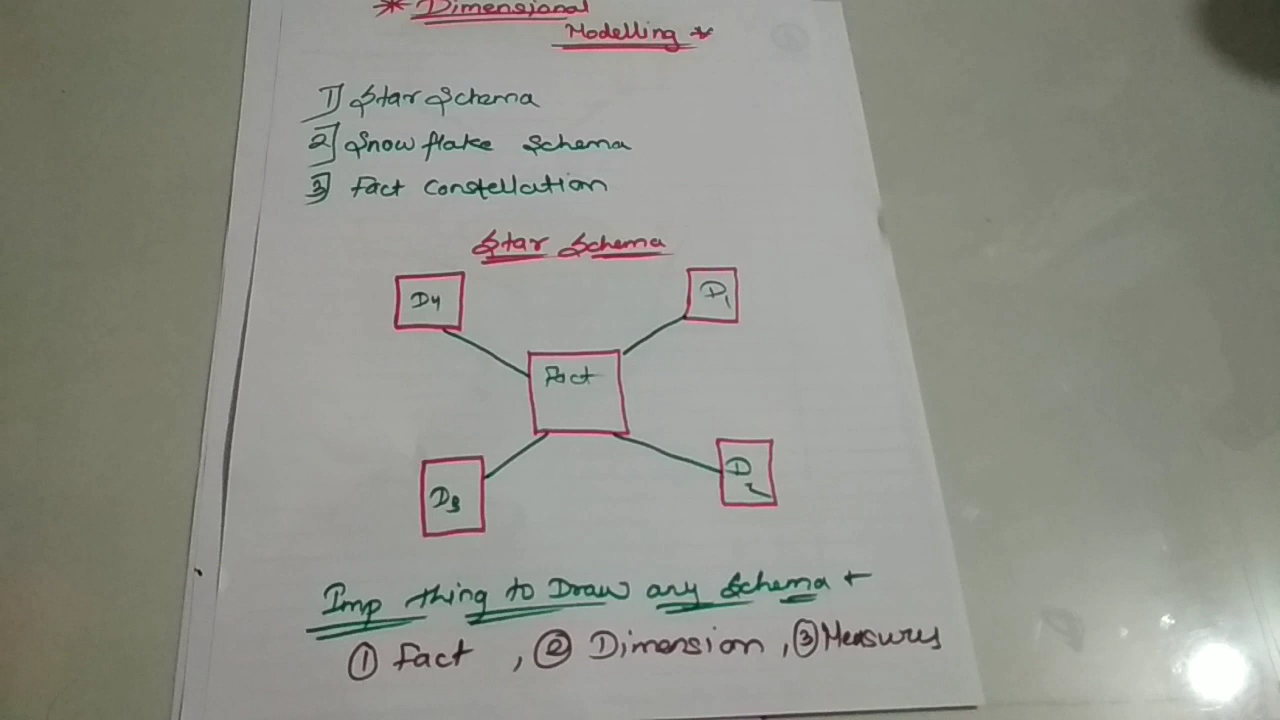 * Dimensional
Modelling *
1] Star Schema
2] Snow flake Schema
3] Fact Constellation
Star Schema
D4
D1
Fact
D3
D2
Imp thing to Draw any Schema +
① Fact , ② Dimension , ③ Measures